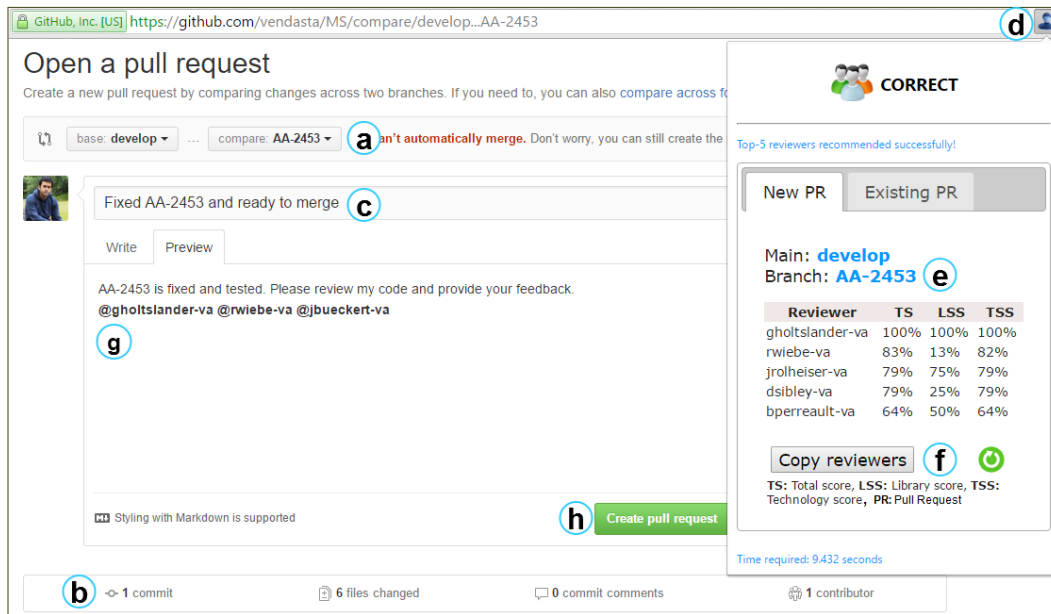 GitHub, Inc. [US] https://github.com/vendasta/MS/compare/develop...AA-2453
d
Open a pull request
Create a new pull request by comparing changes across two branches. If you need to, you can also compare across fo
base: develop ... compare: AA-2453 a an't automatically merge. Don't worry, you can still create the
Fixed AA-2453 and ready to merge c
Write Preview
AA-2453 is fixed and tested. Please review my code and provide your feedback.
@gholtslander-va @rwiebe-va @jbueckert-va
g
Styling with Markdown is supported
h Create pull request
b 1 commit 6 files changed 0 commit comments 1 contributor
CORRECT
Top-5 reviewers recommended successfully!
New PR Existing PR
Main: develop
Branch: AA-2453 e
Reviewer TS LSS TSS
gholtslander-va 100% 100% 100%
rwiebe-va 83% 13% 82%
jrolheiser-va 79% 75% 79%
dsibley-va 79% 25% 79%
bperreault-va 64% 50% 64%
Copy reviewers f
TS: Total score, LSS: Library score, TSS:
Technology score, PR: Pull Request
Time required: 9.432 seconds